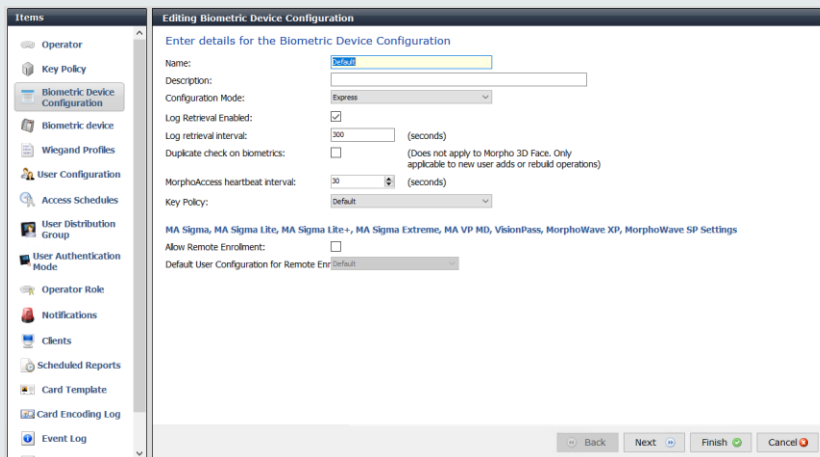 Items
Operator
Key Policy
Biometric Device
Configuration
Biometric device
Wiegand Profiles
User Configuration
Access Schedules
User Distribution
Group
User Authentication
Mode
Operator Role
Notifications
Clients
Scheduled Reports
Card Template
Card Encoding Log
Event Log
Editing Biometric Device Configuration
Enter details for the Biometric Device Configuration
Name: Default
Description:
Configuration Mode: Express
Log Retrieval Enabled:
Log retrieval interval: 300 (seconds)
Duplicate check on biometrics: (Does not apply to Morpho 3D Face. Only
applicable to new user adds or rebuild operations)
MorphoAccess heartbeat interval: 30 (seconds)
Key Policy: Default
MA Sigma, MA Sigma Lite, MA Sigma Lite+, MA Sigma Extreme, MA VP MD, VisionPass, MorphoWave XP, MorphoWave SP Settings
Allow Remote Enrolment:
Default User Configuration for Remote Enr Default
Back Next Finish Cancel